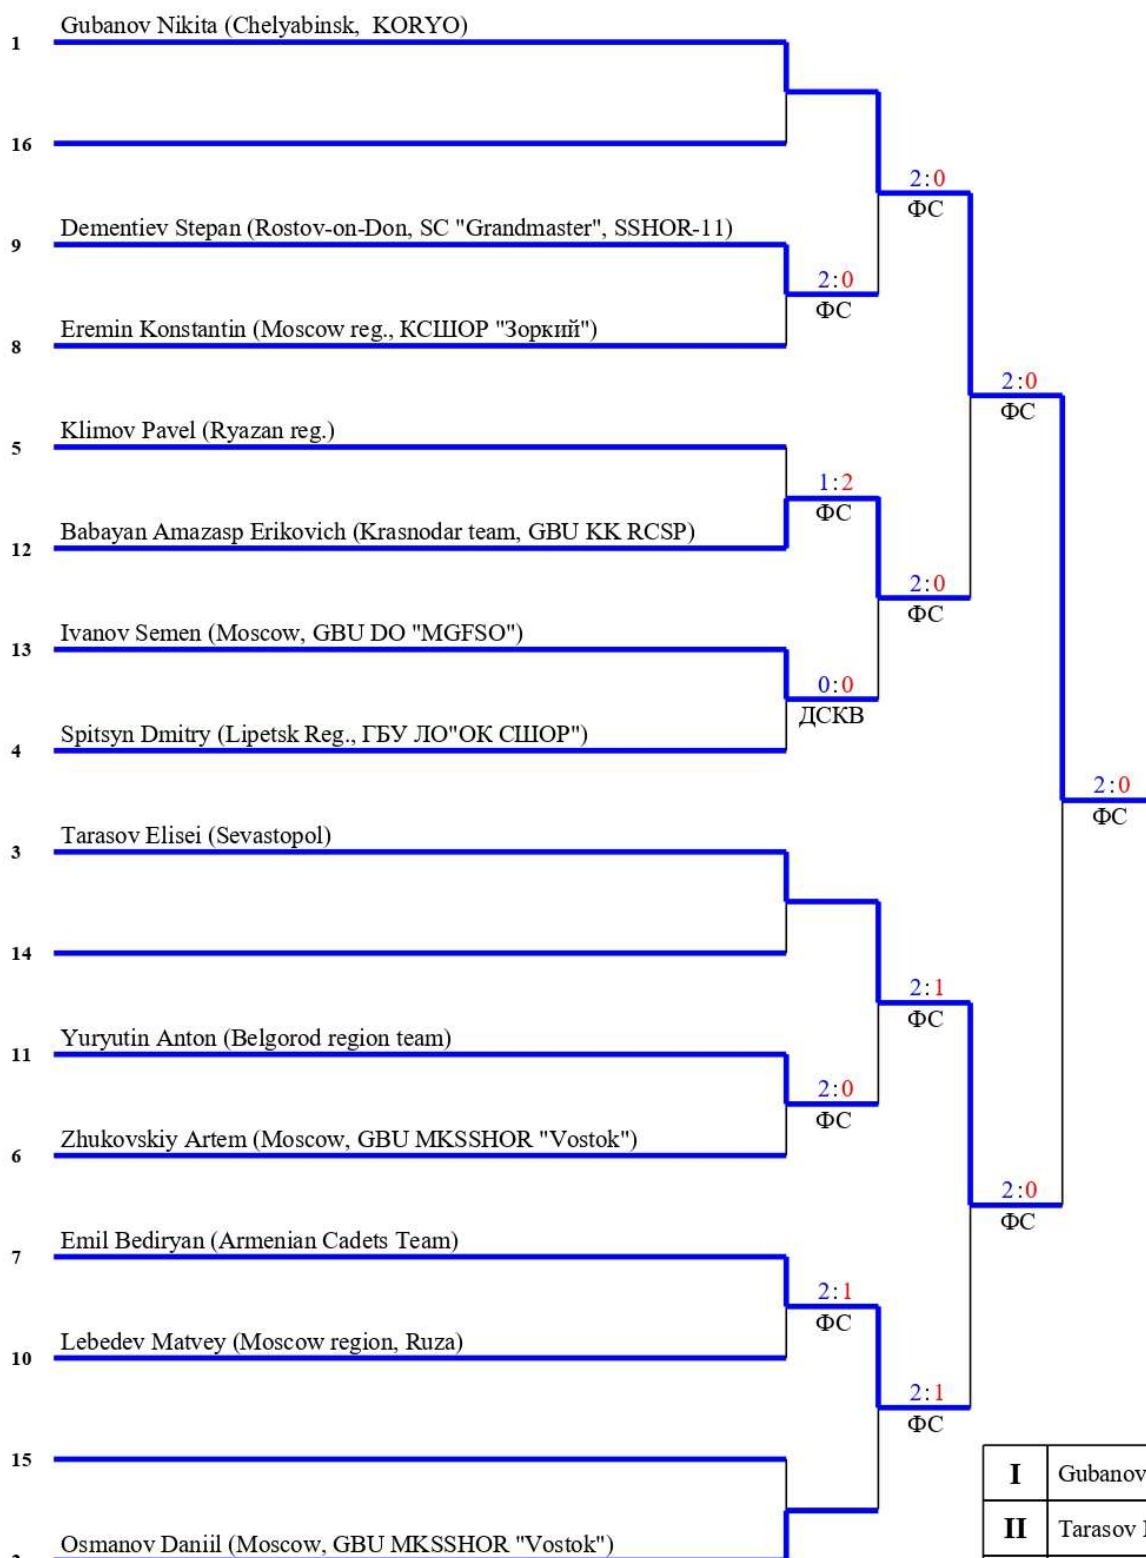 Gubanov Nikita (Chelyabinsk, KORYO)
1
16
2:0
ФС
Dementiev Stepan (Rostov-on-Don, SC "Grandmaster", SSHOR-11)
9
2:0
ФС
Eremin Konstantin (Moscow reg., КСШОР "Зоркий")
8
2:0
ФС
Klimov Pavel (Ryazan reg.)
5
1:2
ФС
Babayan Amazasp Erikovich (Krasnodar team, GBU KK RCSP)
12
2:0
ФС
Ivanov Semen (Moscow, GBU DO "MGFSO")
13
0:0
ДСКВ
Spitsyn Dmitry (Lipetsk Reg., ГБУ ЛО"ОК СШОР")
4
2:0
ФС
Tarasov Elisei (Sevastopol)
3
14
2:1
ФС
Yuryutin Anton (Belgorod region team)
11
2:0
ФС
Zhukovskiy Artem (Moscow, GBU MKSSHOR "Vostok")
6
2:0
ФС
Emil Bediryan (Armenian Cadets Team)
7
2:1
ФС
Lebedev Matvey (Moscow region, Ruza)
10
2:1
ФС
15
I Gubanov
II Tarasov
Osmanov Daniil (Moscow, GBU MKSSHOR "Vostok")